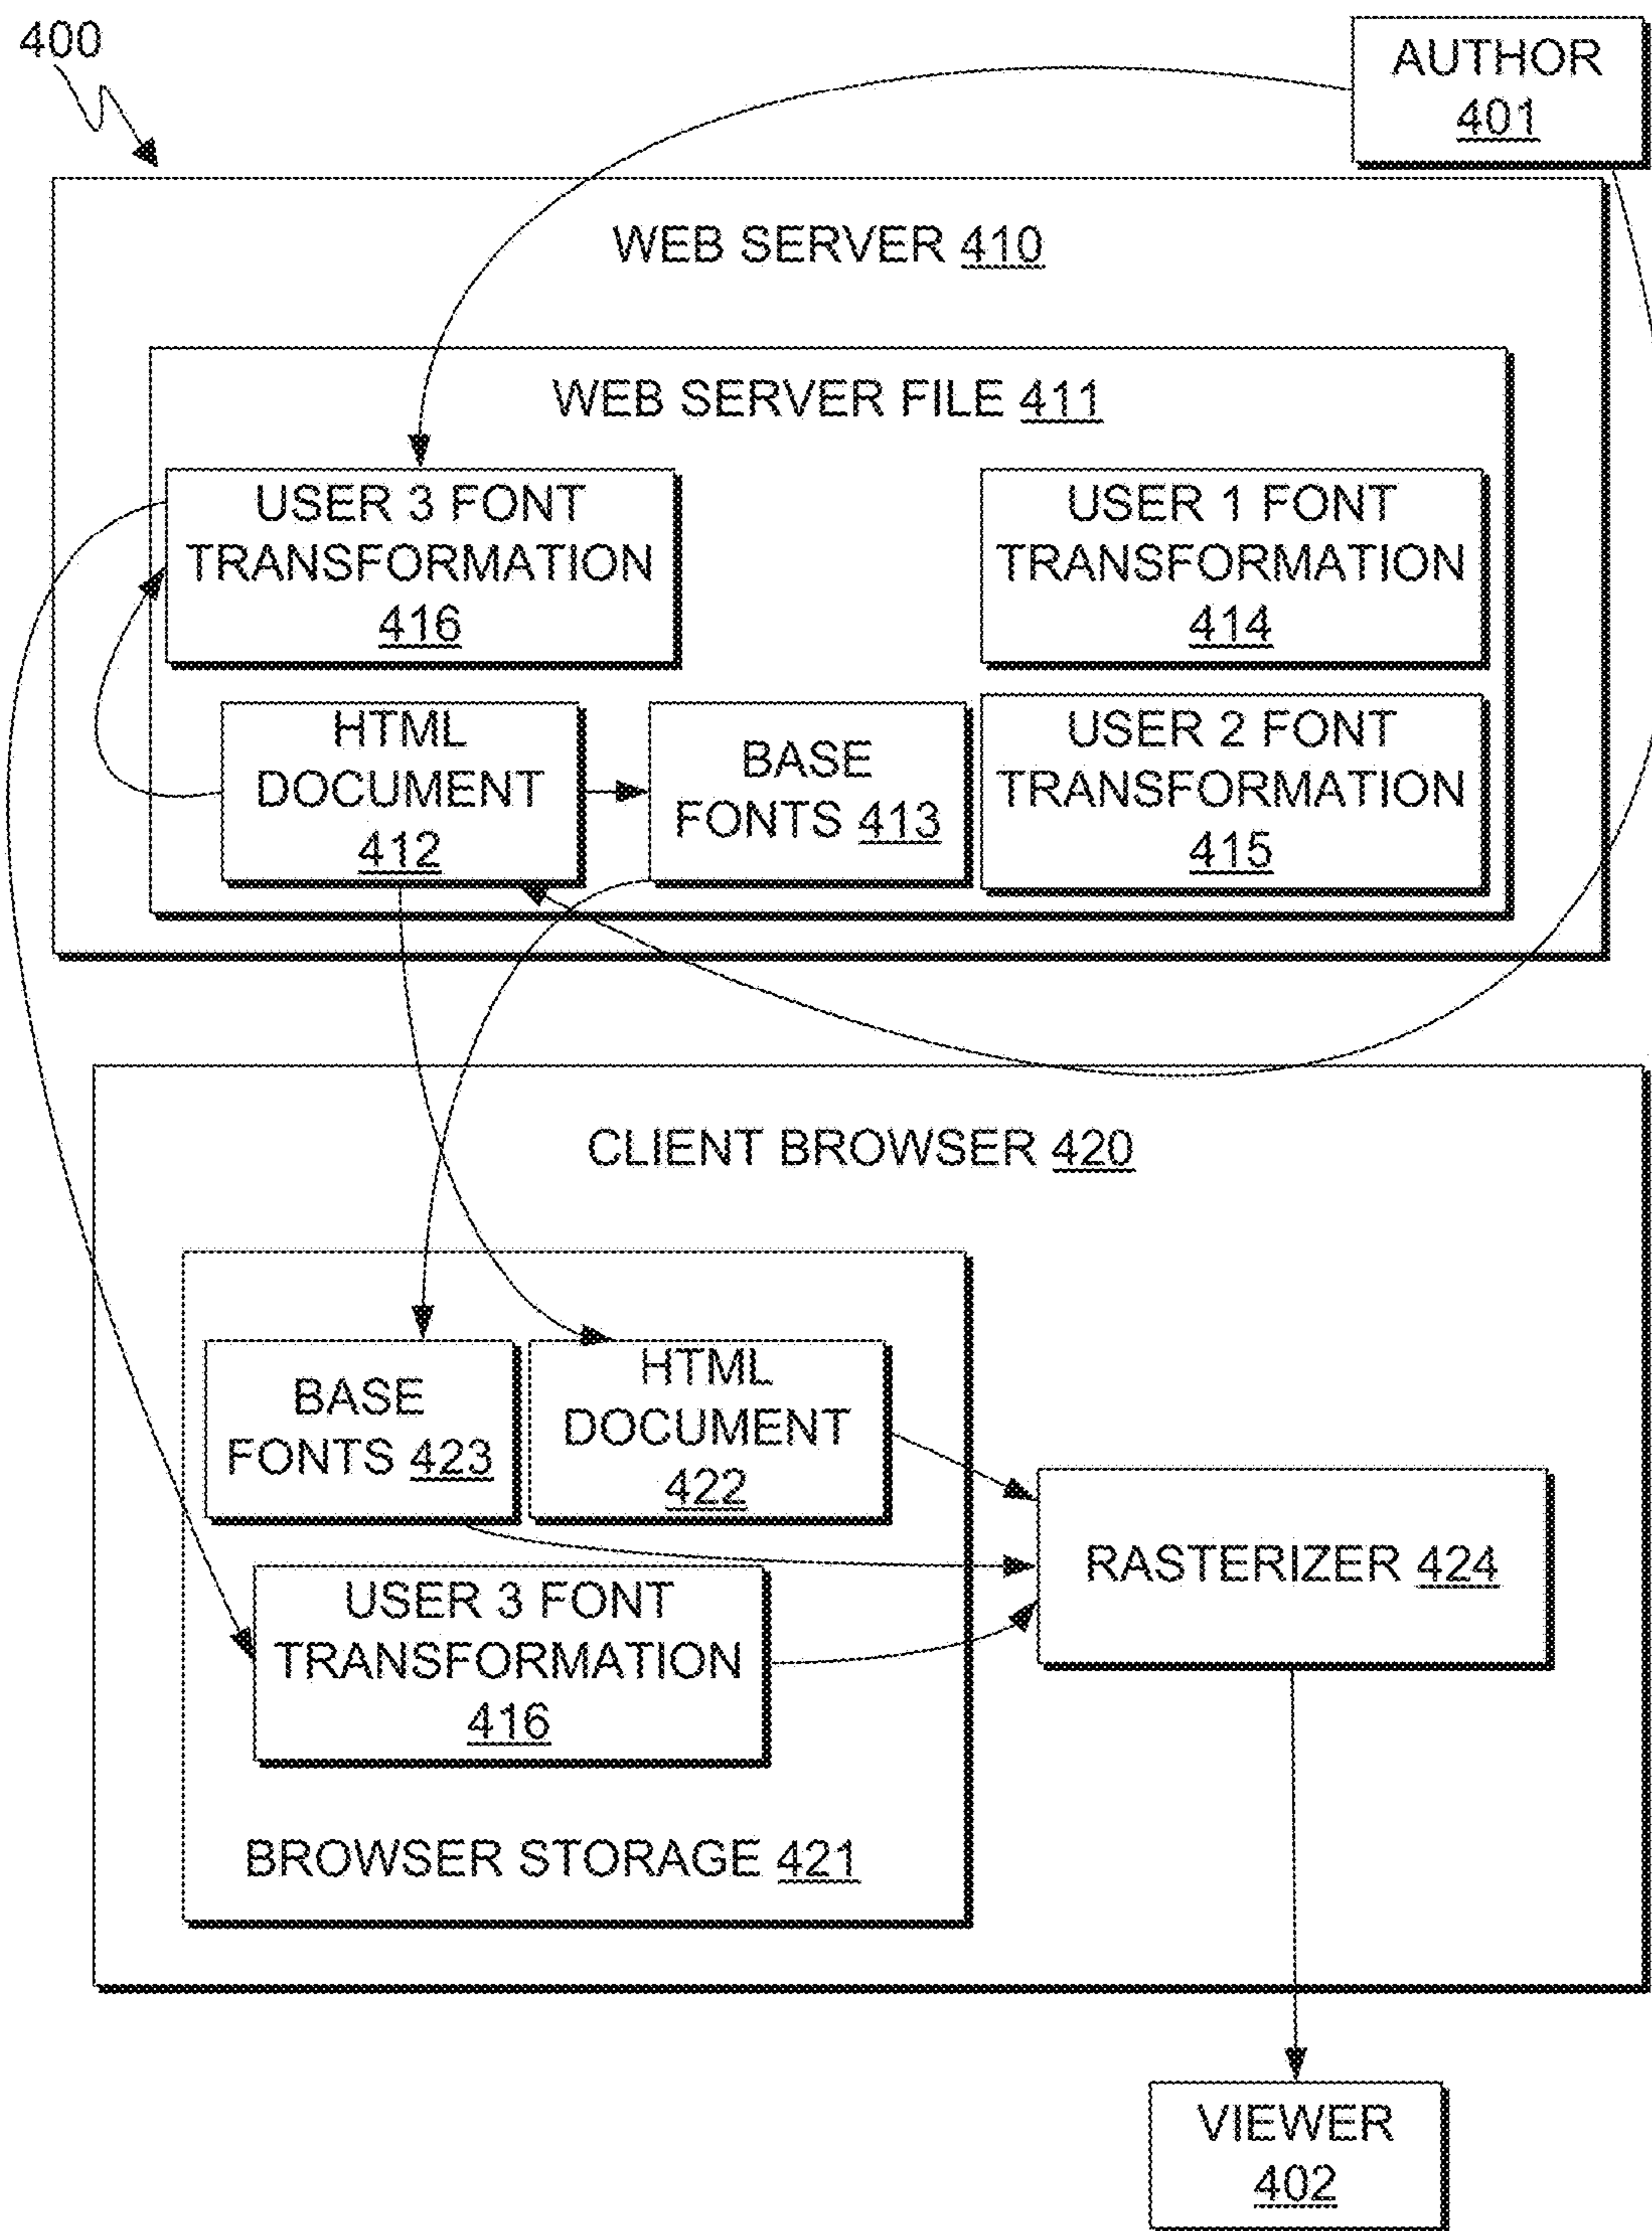 400
AUTHOR
401
WEB SERVER 410
WEB SERVER FILE 411
USER 3 FONT
TRANSFORMATION
416
USER 1 FONT
TRANSFORMATION
414
HTML
DOCUMENT
412
BASE
FONTS 413
USER 2 FONT
TRANSFORMATION
415
CLIENT BROWSER 420
BASE
FONTS 423
HTML
DOCUMENT
422
RASTERIZER 424
USER 3 FONT
TRANSFORMATION
416
BROWSER STORAGE 421
VIEWER
402